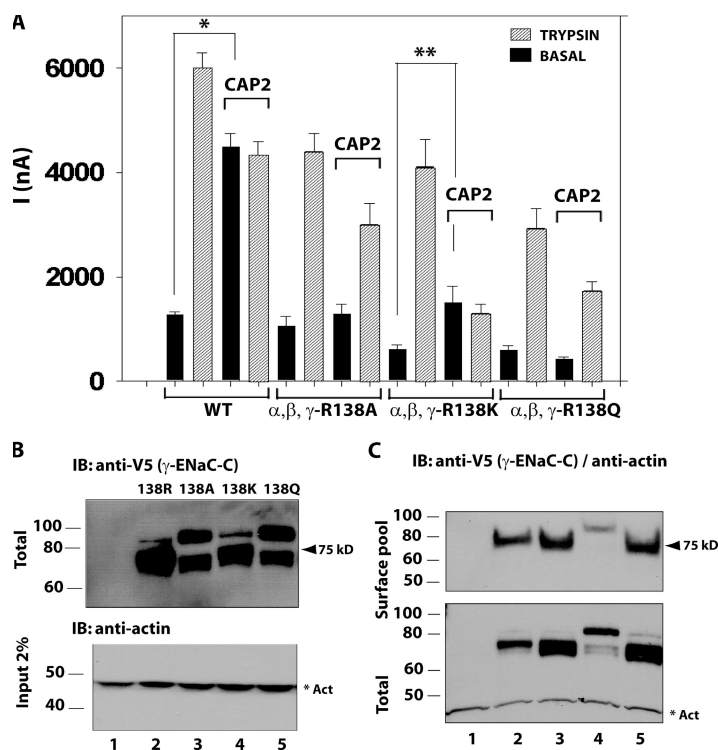 A
* ** TRYPSIN
BASAL
I (nA)
6000
4000
2000
0
CAP2 CAP2 CAP2 CAP2
WT α,β, γ-R138A α,β, γ-R138K α,β, γ-R138Q
B
IB: anti-V5 (γ-ENaC-C)
138R 138A 138K 138Q
Total
100
80
60
75 kD
IB: anti-actin
Input 2%
50
40
* Act
1 2 3 4 5
C
IB: anti-V5 (γ-ENaC-C) / anti-actin
Surface pool
100
80
60
50
75 kD
Total
80
60
50
* Act
1 2 3 4 5